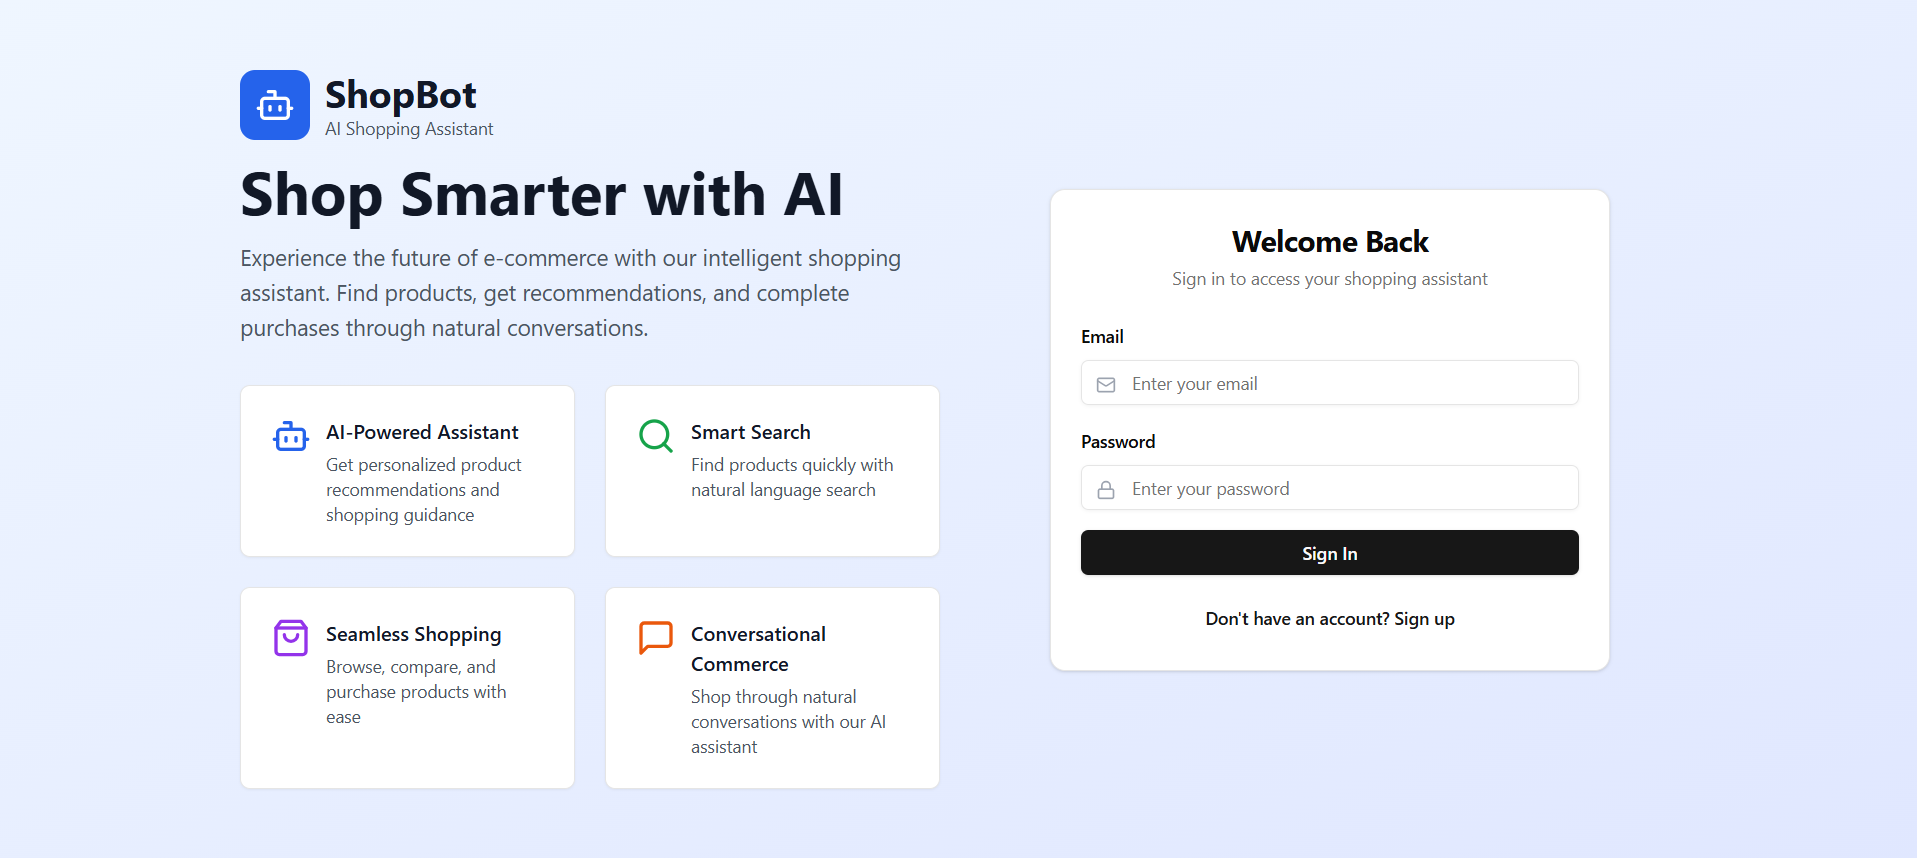 ShopBot
AI Shopping Assistant
Shop Smarter with AI
Experience the future of e-commerce with our intelligent shopping
assistant. Find products, get recommendations, and complete
purchases through natural conversations.
AI-Powered Assistant
Get personalized product
recommendations and
shopping guidance
Smart Search
Find products quickly with
natural language search
Seamless Shopping
Browse, compare, and
purchase products with
ease
Conversational
Commerce
Shop through natural
conversations with our AI
assistant
Welcome Back
Sign in to access your shopping assistant
Email
Enter your email
Password
Enter your password
Sign In
Don't have an account? Sign up